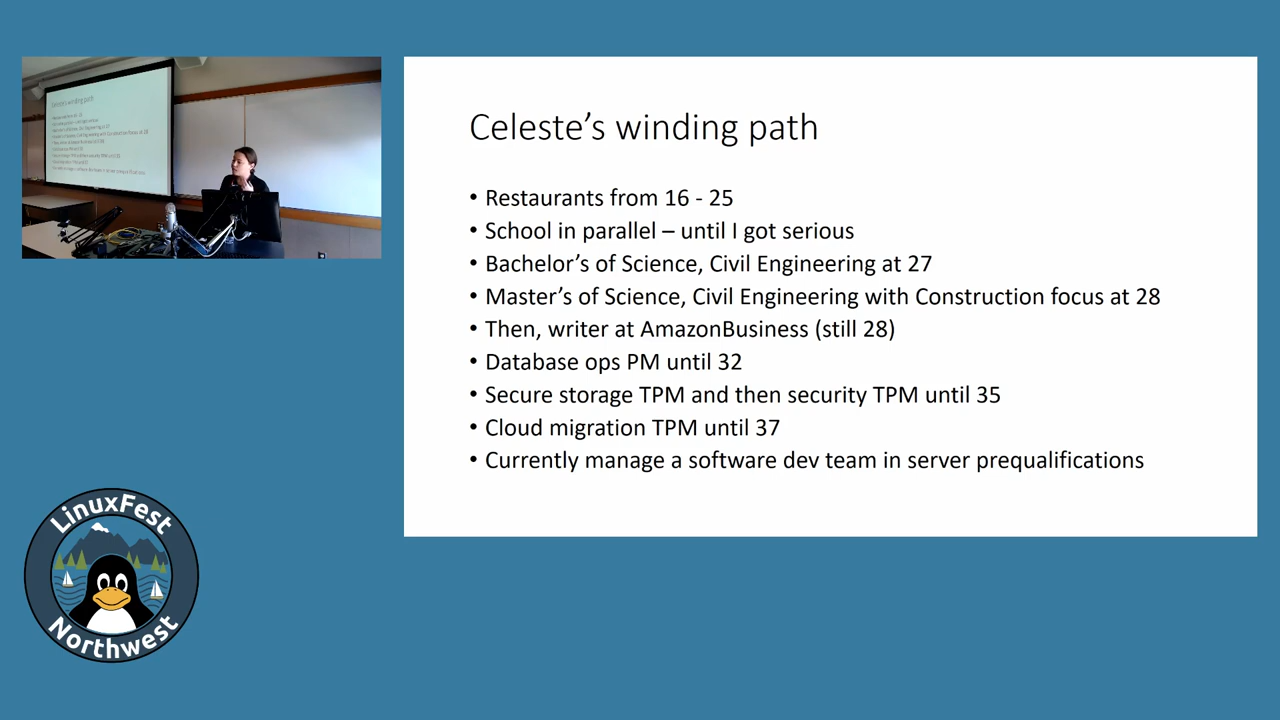 Celeste’s winding path
• Restaurants from 16 - 25
• School in parallel – until I got serious
• Bachelor’s of Science, Civil Engineering at 27
• Master’s of Science, Civil Engineering with Construction focus at 28
• Then, writer at AmazonBusiness (still 28)
• Database ops PM until 32
• Secure storage TPM and then security TPM until 35
• Cloud migration TPM until 37
• Currently manage a software dev team in server prequalifications
LinuxFest
Northwest